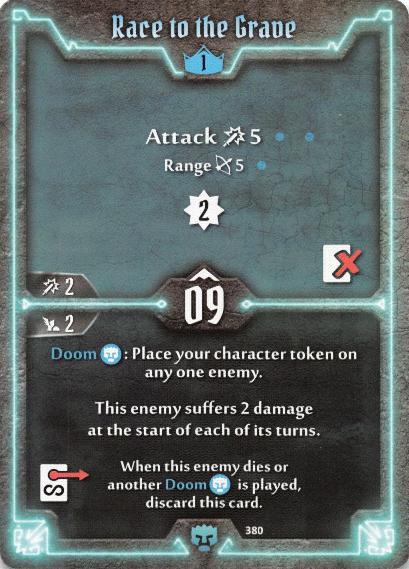 Race to the Grave
1
Attack 5
Range 5
2
2
09
2
Doom : Place your character token on
any one enemy.
This enemy suffers 2 damage
at the start of each of its turns.
S
When this enemy dies or
another Doom is played,
discard this card.
380